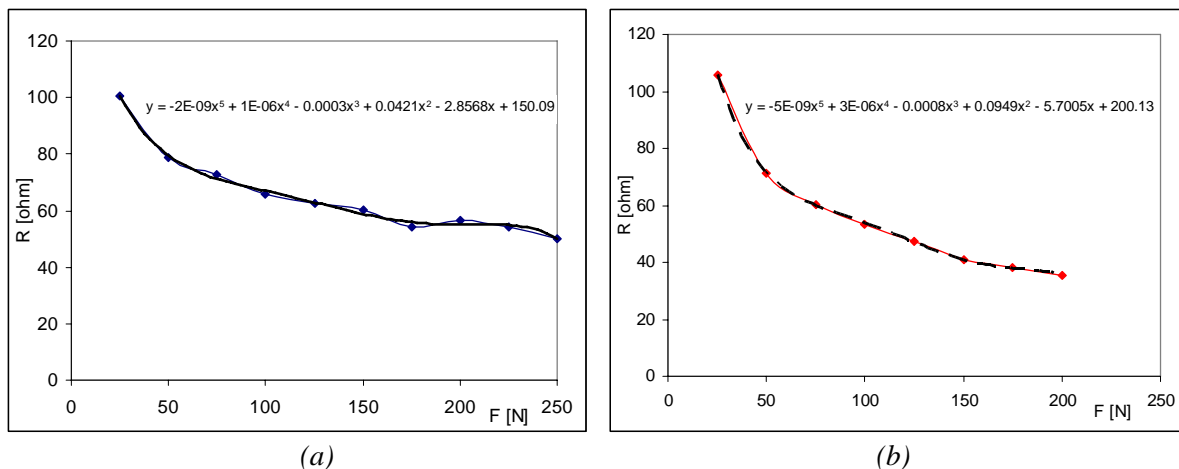 120
100
80
60
40
20
0
R [ohm]
y = -2E-09x⁵ + 1E-06x⁴ - 0.0003x³ + 0.0421x² - 2.8568x + 150.09
0 50 100 150 200 250
F [N]
(a)
120
100
80
60
40
20
0
R [ohm]
y = -5E-09x⁵ + 3E-06x⁴ - 0.0008x³ + 0.0949x² - 5.7005x + 200.13
0 50 100 150 200 250
F [N]
(b)